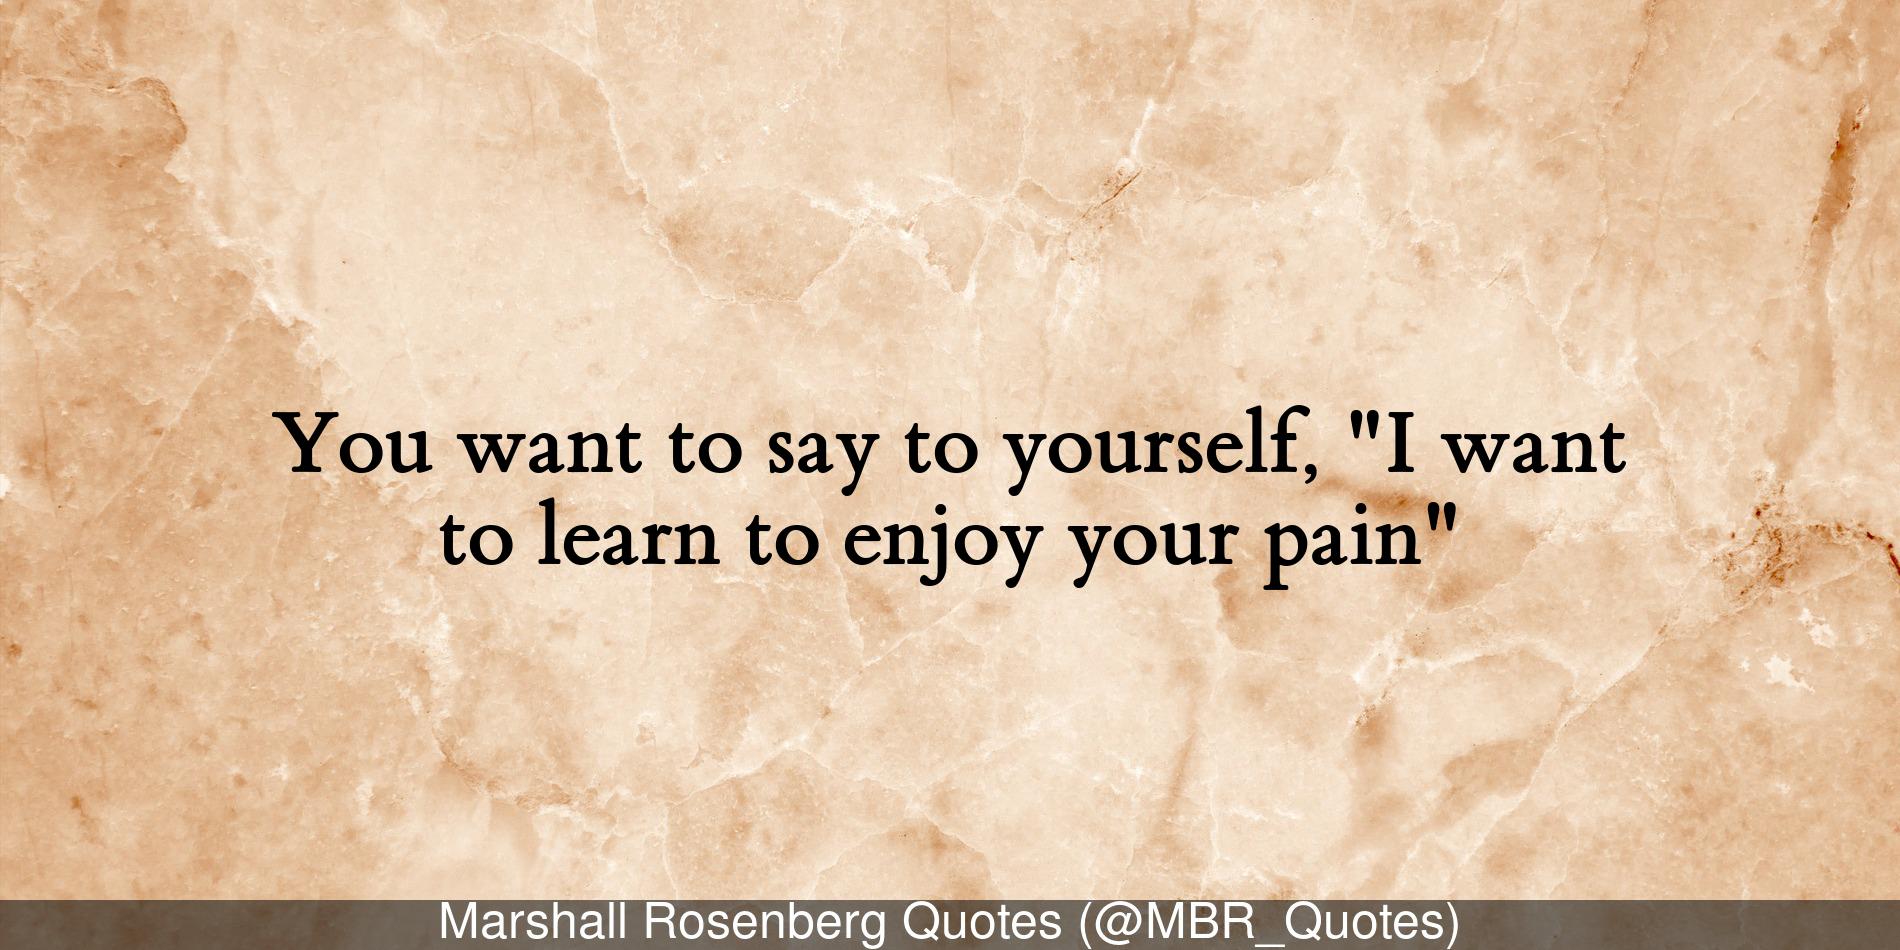 You want to say to yourself, "I want
to learn to enjoy your pain"
Marshall Rosenberg Quotes (@MBR_Quotes)